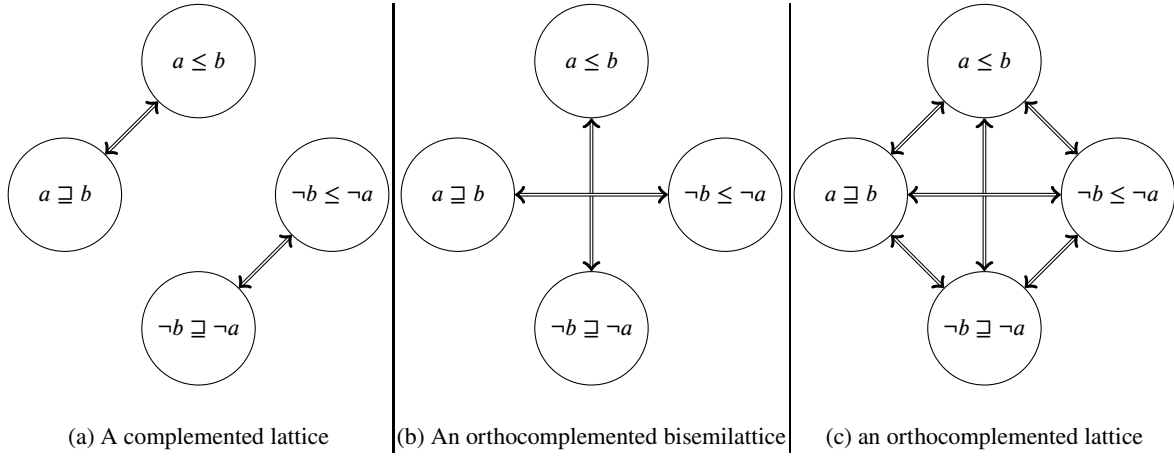 a ≤ b
a ⊒ b
¬b ≤ ¬a
¬b ⊒ ¬a
(a) A complemented lattice
a ≤ b
a ⊒ b
¬b ≤ ¬a
¬b ⊒ ¬a
(b) An orthocomplemented bisemilattice
a ≤ b
a ⊒ b
¬b ≤ ¬a
¬b ⊒ ¬a
(c) an orthocomplemented lattice